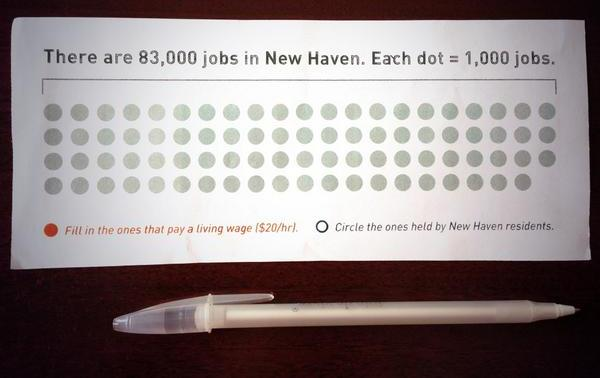 There are 83,000 jobs in New Haven. Each dot = 1,000 jobs.
Fill in the ones that pay a living wage ($20/hr). Circle the ones held by New Haven residents.